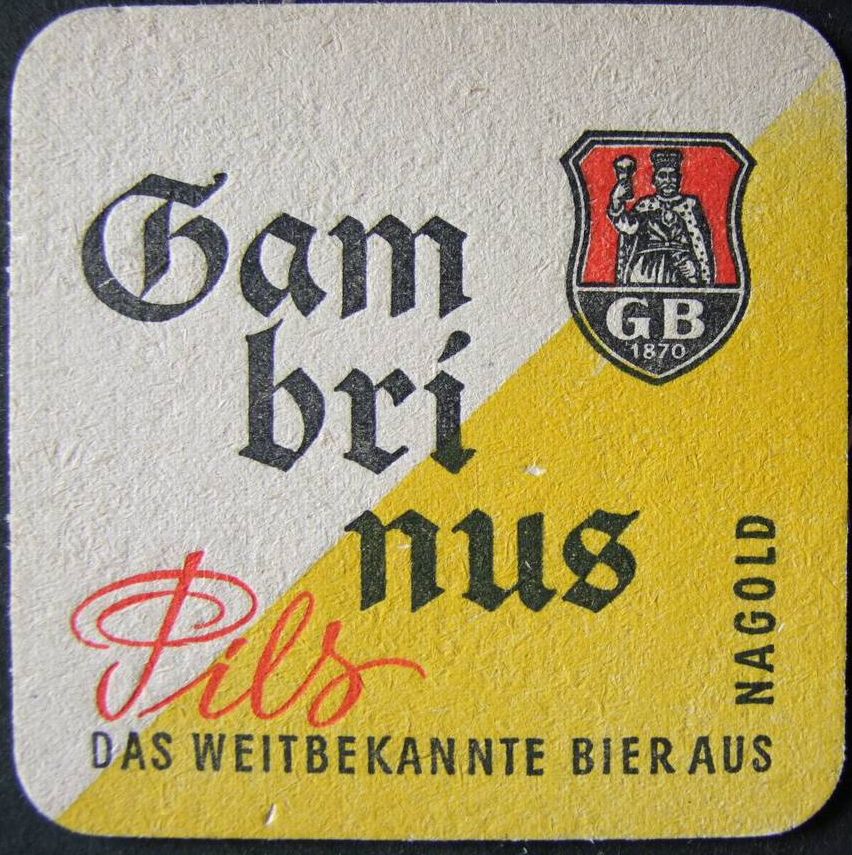 Gam
bri
nus
Pils
GB
1870
DAS WEITBEKANNTE BIER AUS
NAGOLD